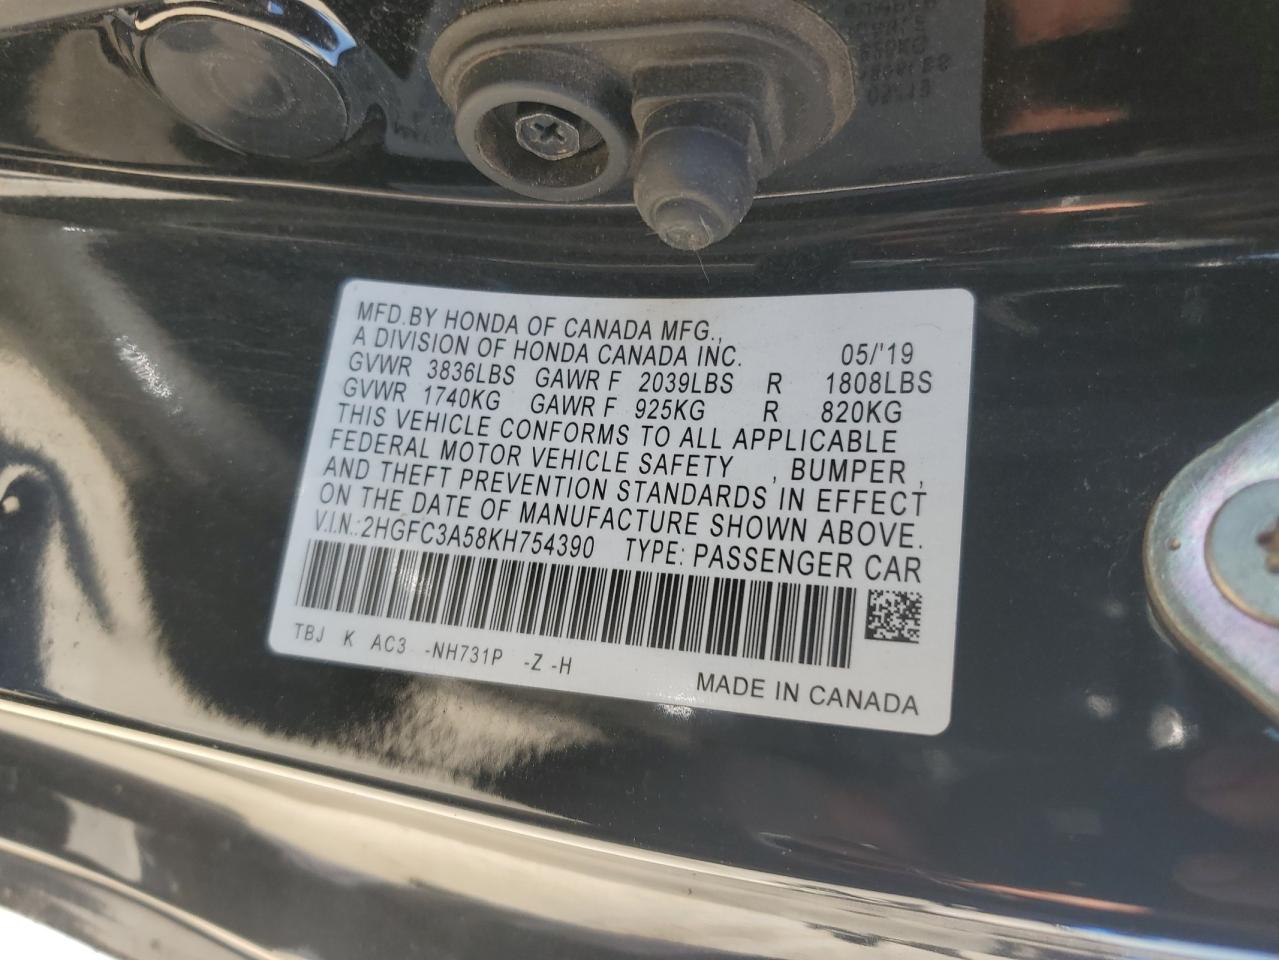 MFD.BY HONDA OF CANADA MFG.,
A DIVISION OF HONDA CANADA INC. 05/'19
GVWR 3836LBS GAWR F 2039LBS R 1808LBS
GVWR 1740KG GAWR F 925KG R 820KG
THIS VEHICLE CONFORMS TO ALL APPLICABLE
FEDERAL MOTOR VEHICLE SAFETY , BUMPER ,
AND THEFT PREVENTION STANDARDS IN EFFECT
ON THE DATE OF MANUFACTURE SHOWN ABOVE.
V.I.N.:2HGFC3A58KH754390 TYPE: PASSENGER CAR
TBJ K AC3 -NH731P -Z -H
MADE IN CANADA